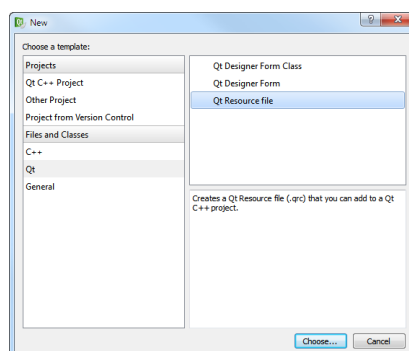 New
Choose a template:
Projects
Qt C++ Project
Other Project
Project from Version Control
Files and Classes
C++
Qt
General
Qt Designer Form Class
Qt Designer Form
Qt Resource file
Creates a Qt Resource file (.qrc) that you can add to a Qt
C++ project.
Choose...
Cancel